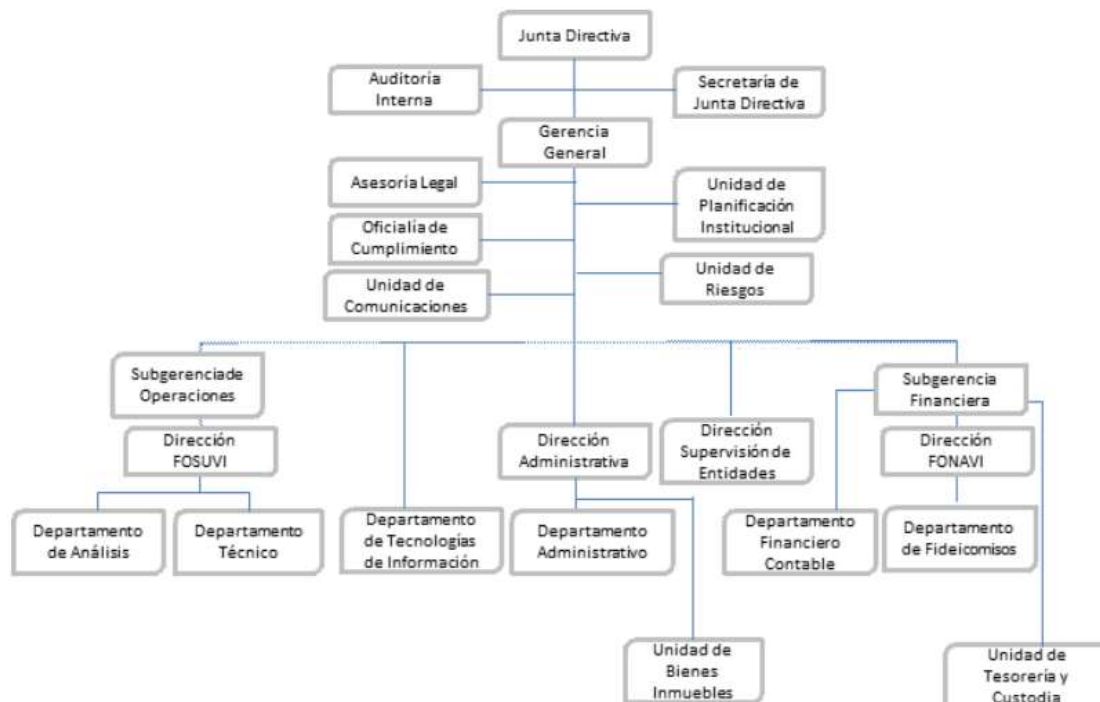 Junta Directiva
Auditoría
Interna
Secretaría de
Junta Directiva
Gerencia
General
Asesoría Legal
Unidad de
Planificación
Institucional
Oficialía de
Cumplimiento
Unidad de
Riesgos
Unidad de
Comunicaciones
Subgerenciade
Operaciones
Subgerencia
Financiera
Dirección
FOSUVI
Dirección
Administrativa
Dirección
Supervisión de
Entidades
Dirección
FONAVI
Departamento
de Análisis
Departamento
Técnico
Departamento
de Tecnologías
de Información
Departamento
Administrativo
Departamento
Financiero
Contable
Departamento
de Fideicomisos
Unidad de
Bienes
Inmuebles
Unidad de
Tesorería y
Custodia